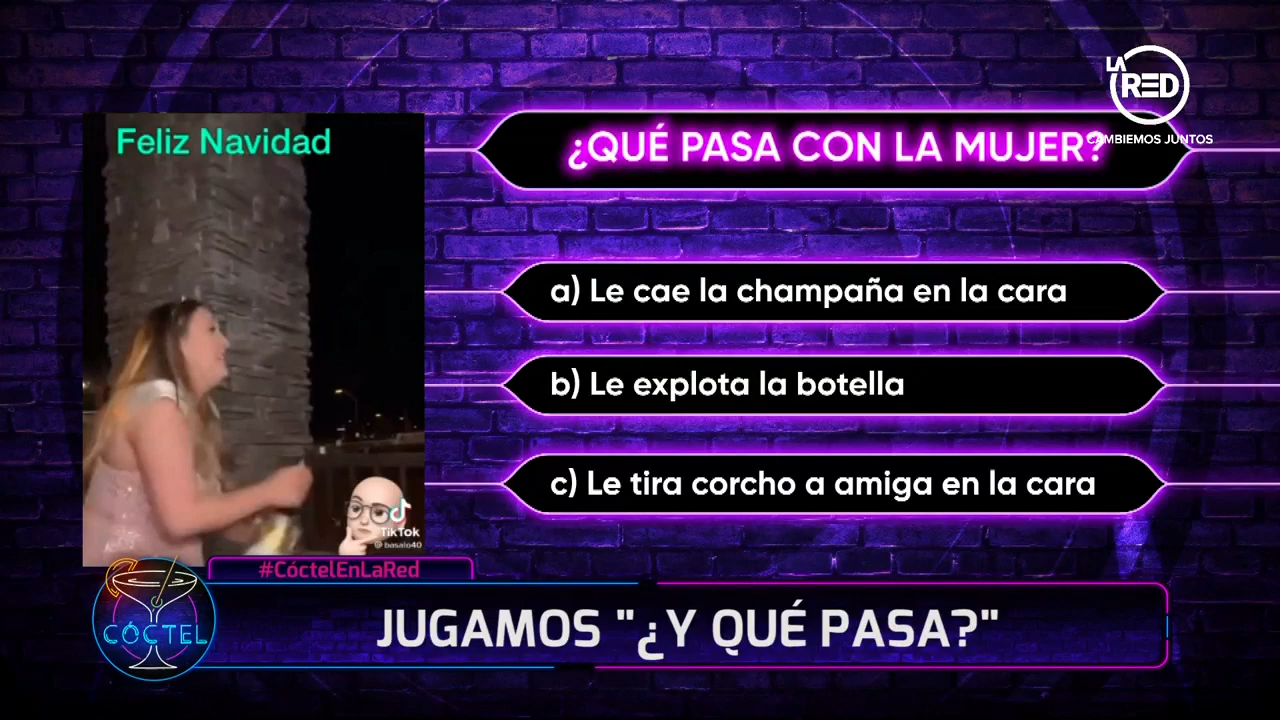 LA
RED
CAMBIEMOS JUNTOS
Feliz Navidad
¿QUÉ PASA CON LA MUJER?
a) Le cae la champaña en la cara
b) Le explota la botella
c) Le tira corcho a amiga en la cara
TikTok
@basalo40
#CóctelEnLaRed
CÓCTEL
JUGAMOS "¿Y QUÉ PASA?"